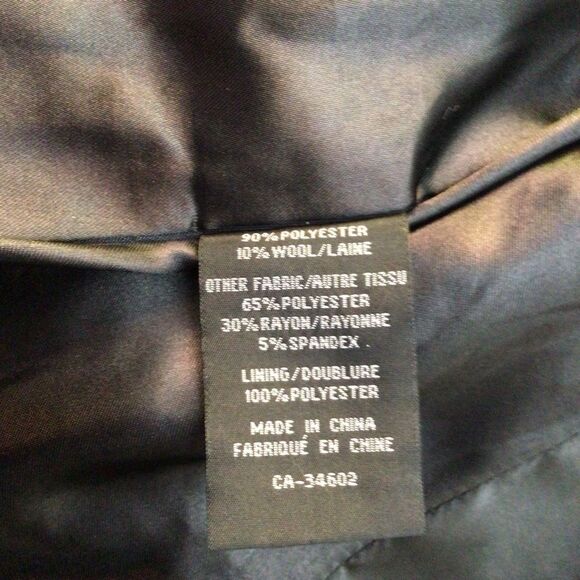 90% POLYESTER
10% WOOL/LAINE
OTHER FABRIC/AUTRE TISSU
65% POLYESTER
30% RAYON/RAYONNE
5% SPANDEX .
LINING/DOUBLURE
100% POLYESTER
MADE IN CHINA
FABRIQUÉ EN CHINE
CA-34602